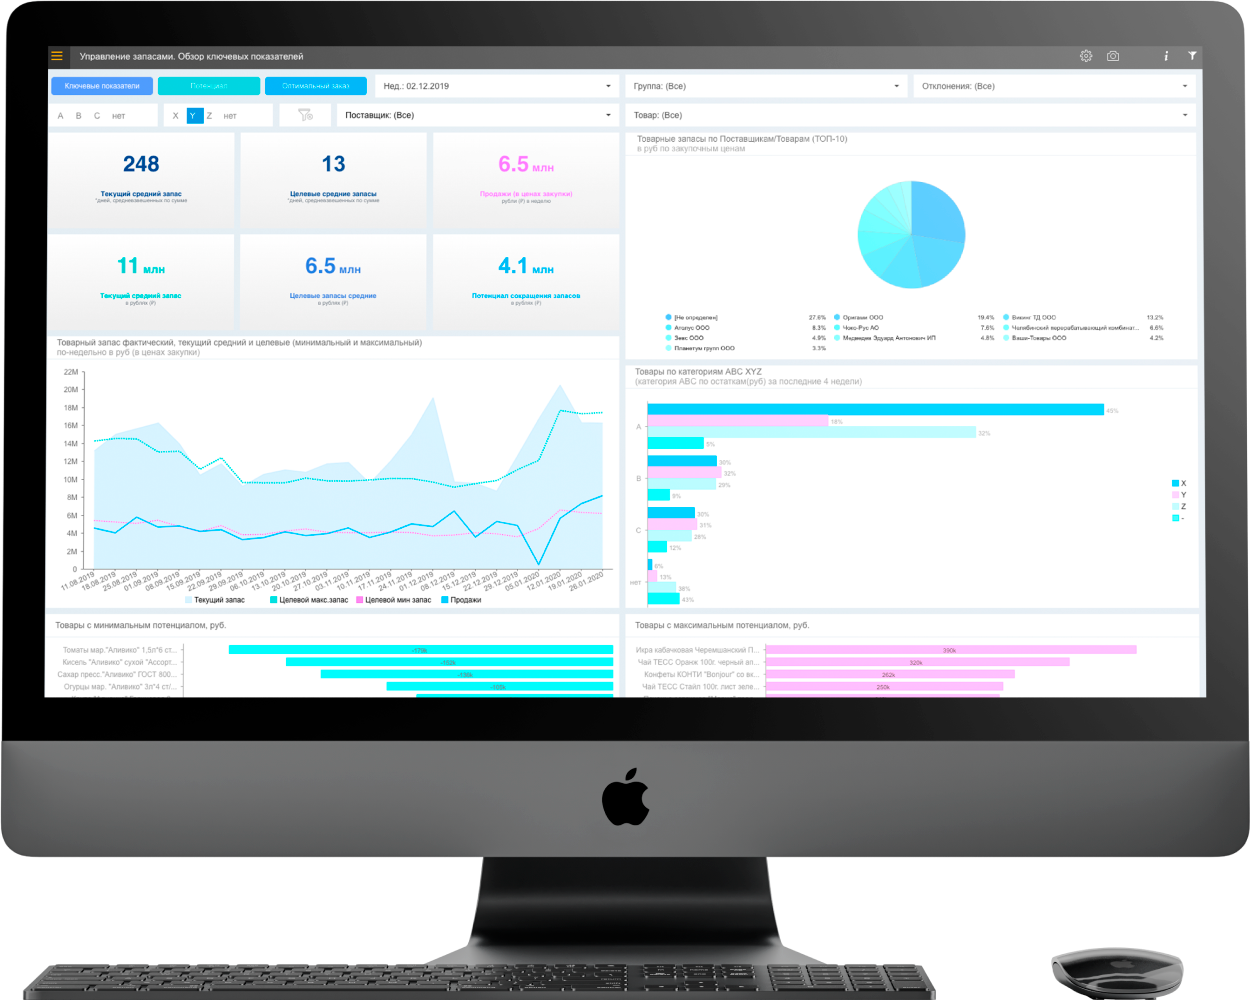 Управление запасами. Обзор ключевых показателей
Ключевые показатели
Потенциал
Оптимальный заказ
Нед.: 02.12.2019
Группа: (Все)
Отклонения: (Все)
A B C нет
X Y Z нет
Поставщик: (Все)
Товар: (Все)
248
Текущий средний запас
*дней, средневзвешенных по сумме
13
Целевые средние запасы
*дней, средневзвешенных по сумме
6.5 млн
Продажи (в ценах закупки)
рубли (₽) в неделю
11 млн
Текущий средний запас
в рублях (₽)
6.5 млн
Целевые запасы средние
в рублях (₽)
4.1 млн
Потенциал сокращения запасов
в рублях (₽)
Товарные запасы по Поставщикам/Товарам (ТОП-10)
в руб по закупочным ценам
[Не определен] 27.6%
Оригами ООО 19.4%
Викинг ТД ООО 13.2%
Атолус ООО 8.3%
Чоко-Рус АО 7.5%
Челябинский перерабатывающий комбинат... 6.6%
Зевс ООО 4.9%
Медведев Эдуард Антонович ИП 4.5%
Ваши-Товары ООО 4.2%
Планетум групп ООО 3.3%
Товарный запас фактический, текущий средний и целевые (минимальный и максимальный)
по-недельно в руб (в ценах закупки)
22M
20M
18M
16M
14M
12M
10M
8M
6M
4M
2M
0
11.08.2019 18.08.2019 25.08.2019 01.09.2019 08.09.2019 15.09.2019 22.09.2019 29.09.2019 06.10.2019 13.10.2019 20.10.2019 27.10.2019 03.11.2019 10.11.2019 17.11.2019 24.11.2019 01.12.2019 08.12.2019 15.12.2019 22.12.2019 29.12.2019 05.01.2020 12.01.2020 19.01.2020 26.01.2020
Текущий запас Целевой макс.запас Целевой мин запас Продажи
Товары по категориям ABC XYZ
(категория ABC по остаткам(руб) за последние 4 недели)
A
45%
18%
32%
5%
B
30%
32%
29%
9%
C
30%
31%
28%
12%
нет
6%
13%
38%
43%
X
Y
Z
-
Товары с минимальным потенциалом, руб.
Томаты мар."Аливико" 1,5л*6 ст... -179k
Кисель "Аливико" сухой "Ассорт... -152k
Сахар пресс."Аливико" ГОСТ 800... -136k
Огурцы мар. "Аливико" 3л*4 ст/... -105k
Товары с максимальным потенциалом, руб.
Икра кабачковая Черемшанский П... 390k
Чай ТЕСС Оранж 100г. черный ап... 320k
Конфеты КОНТИ "Bonjour" со вк... 262k
Чай ТЕСС Стайл 100г. лист зеле... 250k